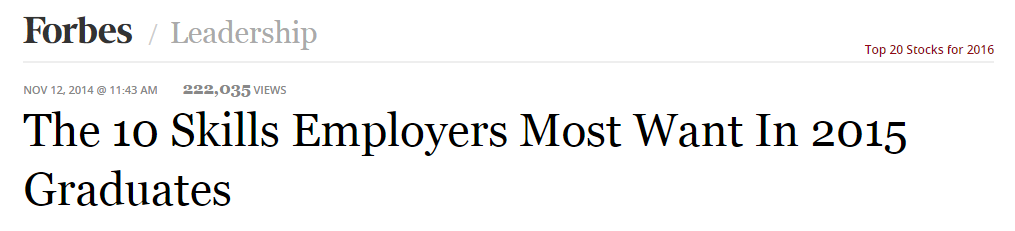 Forbes / Leadership
Top 20 Stocks for 2016
NOV 12, 2014 @ 11:43 AM 222,035 VIEWS
The 10 Skills Employers Most Want In 2015
Graduates